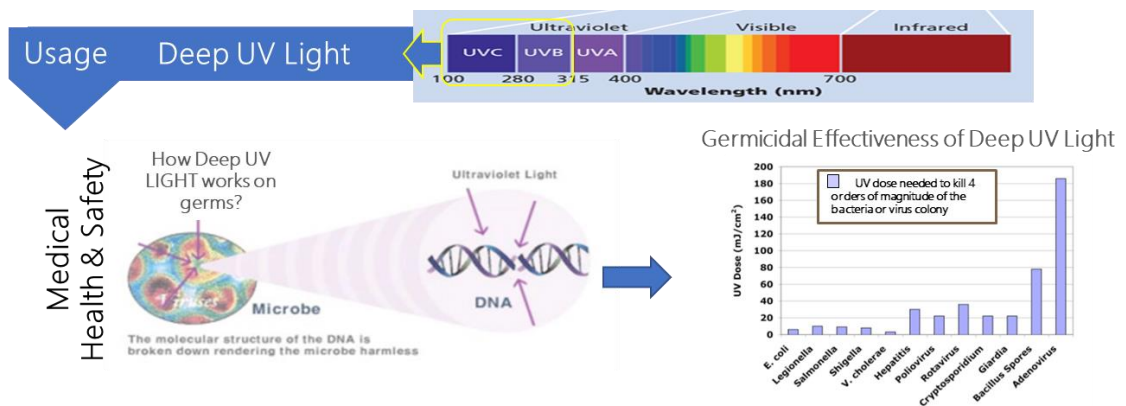 Usage
Deep UV Light
Ultraviolet
Visible
Infrared
UVC
UVB
UVA
100
280
315
400
700
Wavelength (nm)
Medical
Health & Safety
How Deep UV
LIGHT works on
germs?
Viruses
Microbe
The molecular structure of the DNA is
broken down rendering the microbe harmless
Ultraviolet Light
DNA
Germicidal Effectiveness of Deep UV Light
UV dose needed to kill 4
orders of magnitude of the
bacteria or virus colony
UV Dose (mJ/cm²)
200
180
160
140
120
100
80
60
40
20
0
E. coli
Legionella
Salmonella
Shigella
V. cholerae
Hepatitis
Poliovirus
Rotavirus
Cryptosporidium
Giardia
Bacillus Spores
Adenovirus